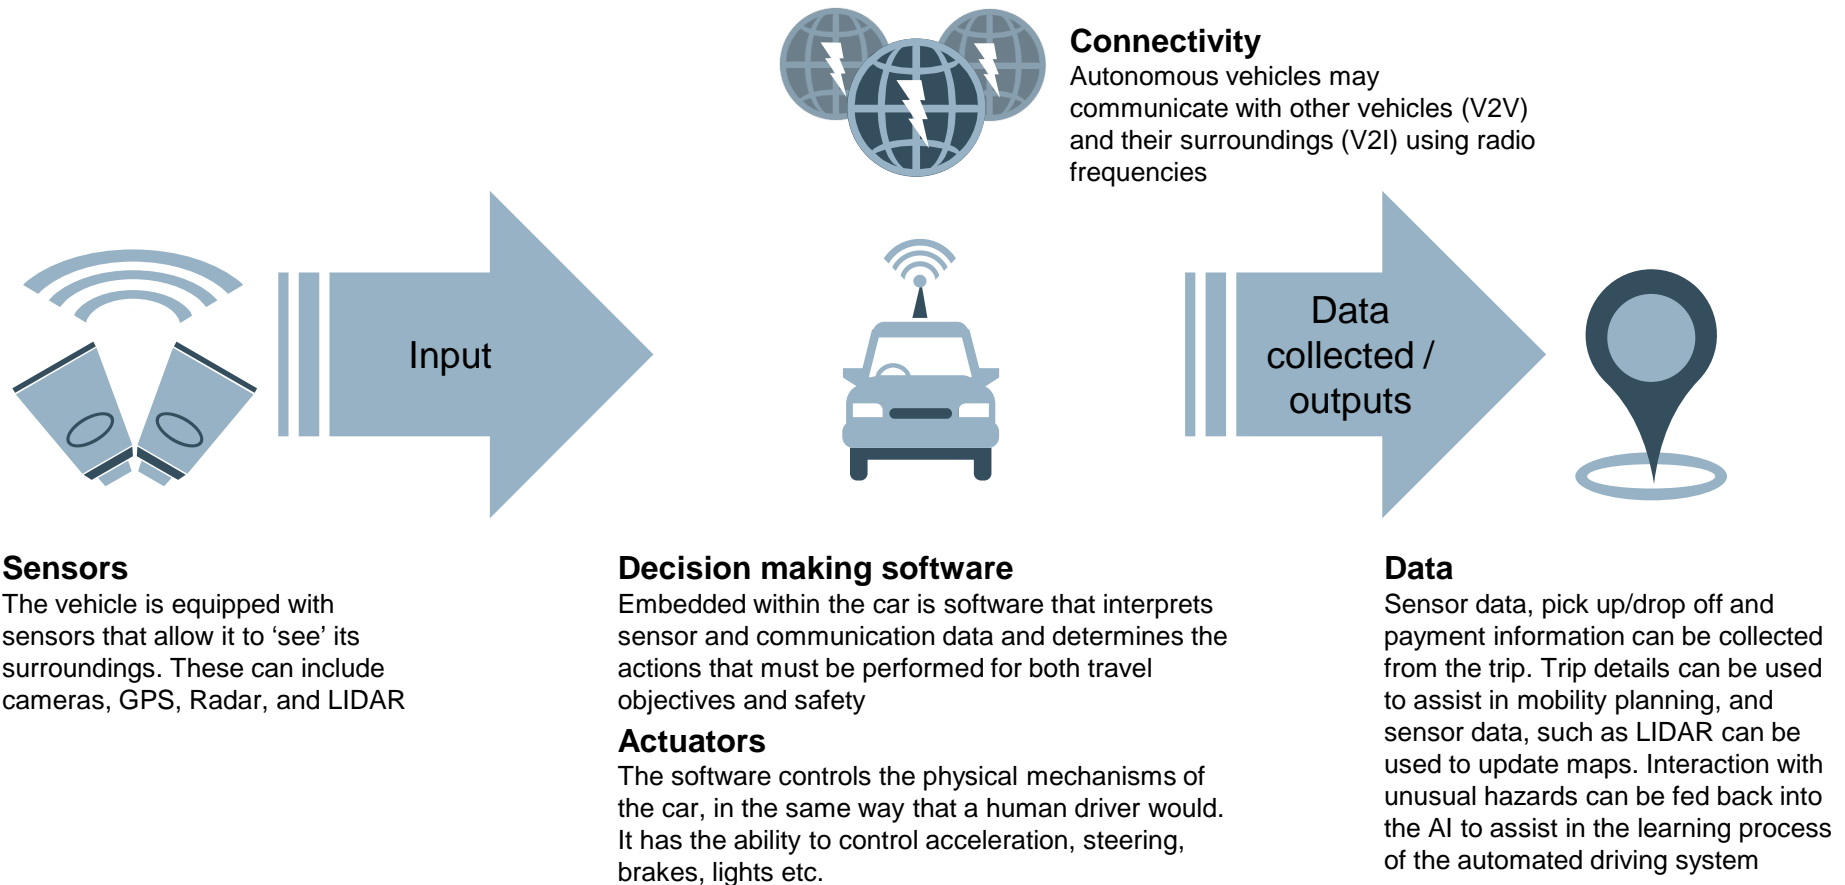 Connectivity
Autonomous vehicles may
communicate with other vehicles (V2V)
and their surroundings (V2I) using radio
frequencies
Input
Data
collected /
outputs
Sensors
The vehicle is equipped with
sensors that allow it to ‘see’ its
surroundings. These can include
cameras, GPS, Radar, and LIDAR
Decision making software
Embedded within the car is software that interprets
sensor and communication data and determines the
actions that must be performed for both travel
objectives and safety
Actuators
The software controls the physical mechanisms of
the car, in the same way that a human driver would.
It has the ability to control acceleration, steering,
brakes, lights etc.
Data
Sensor data, pick up/drop off and
payment information can be collected
from the trip. Trip details can be used
to assist in mobility planning, and
sensor data, such as LIDAR can be
used to update maps. Interaction with
unusual hazards can be fed back into
the AI to assist in the learning process
of the automated driving system